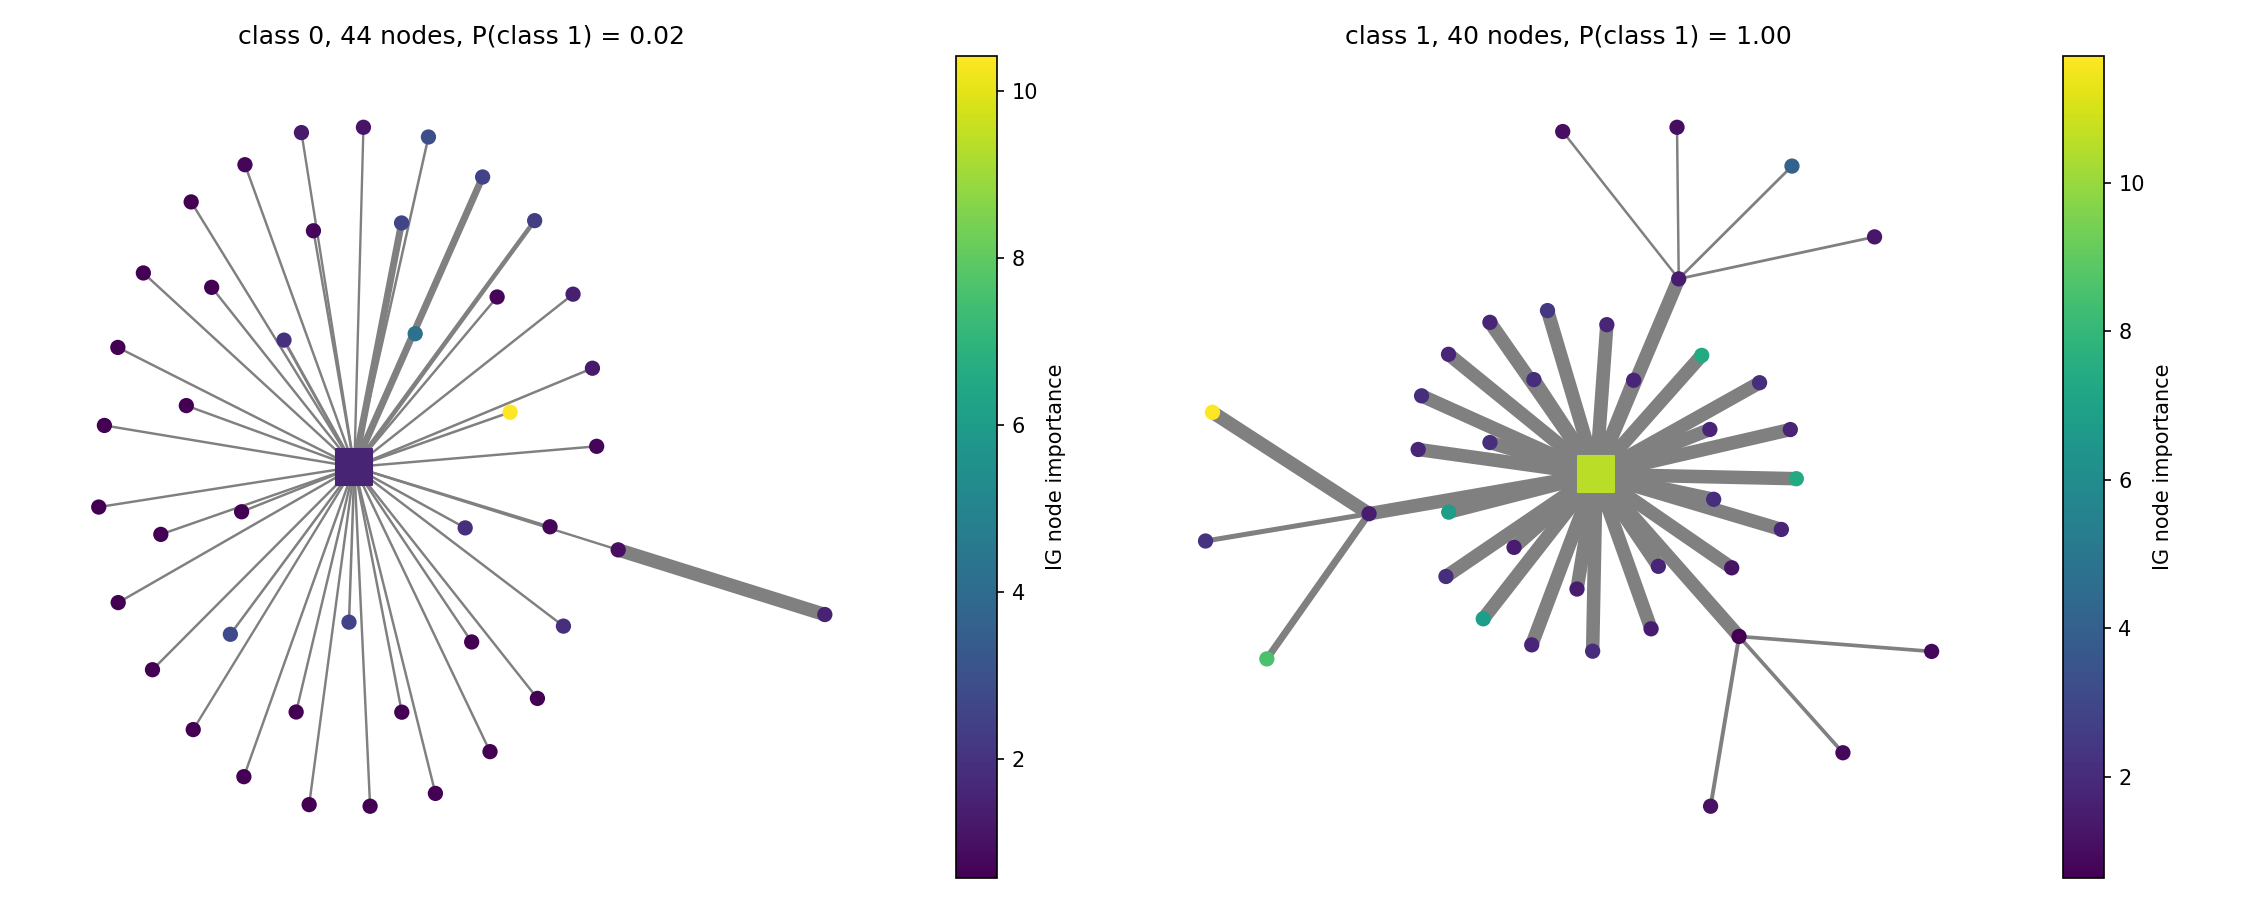 class 0, 44 nodes, P(class 1) = 0.02
10
8
6
4
2
IG node importance
class 1, 40 nodes, P(class 1) = 1.00
10
8
6
4
2
IG node importance